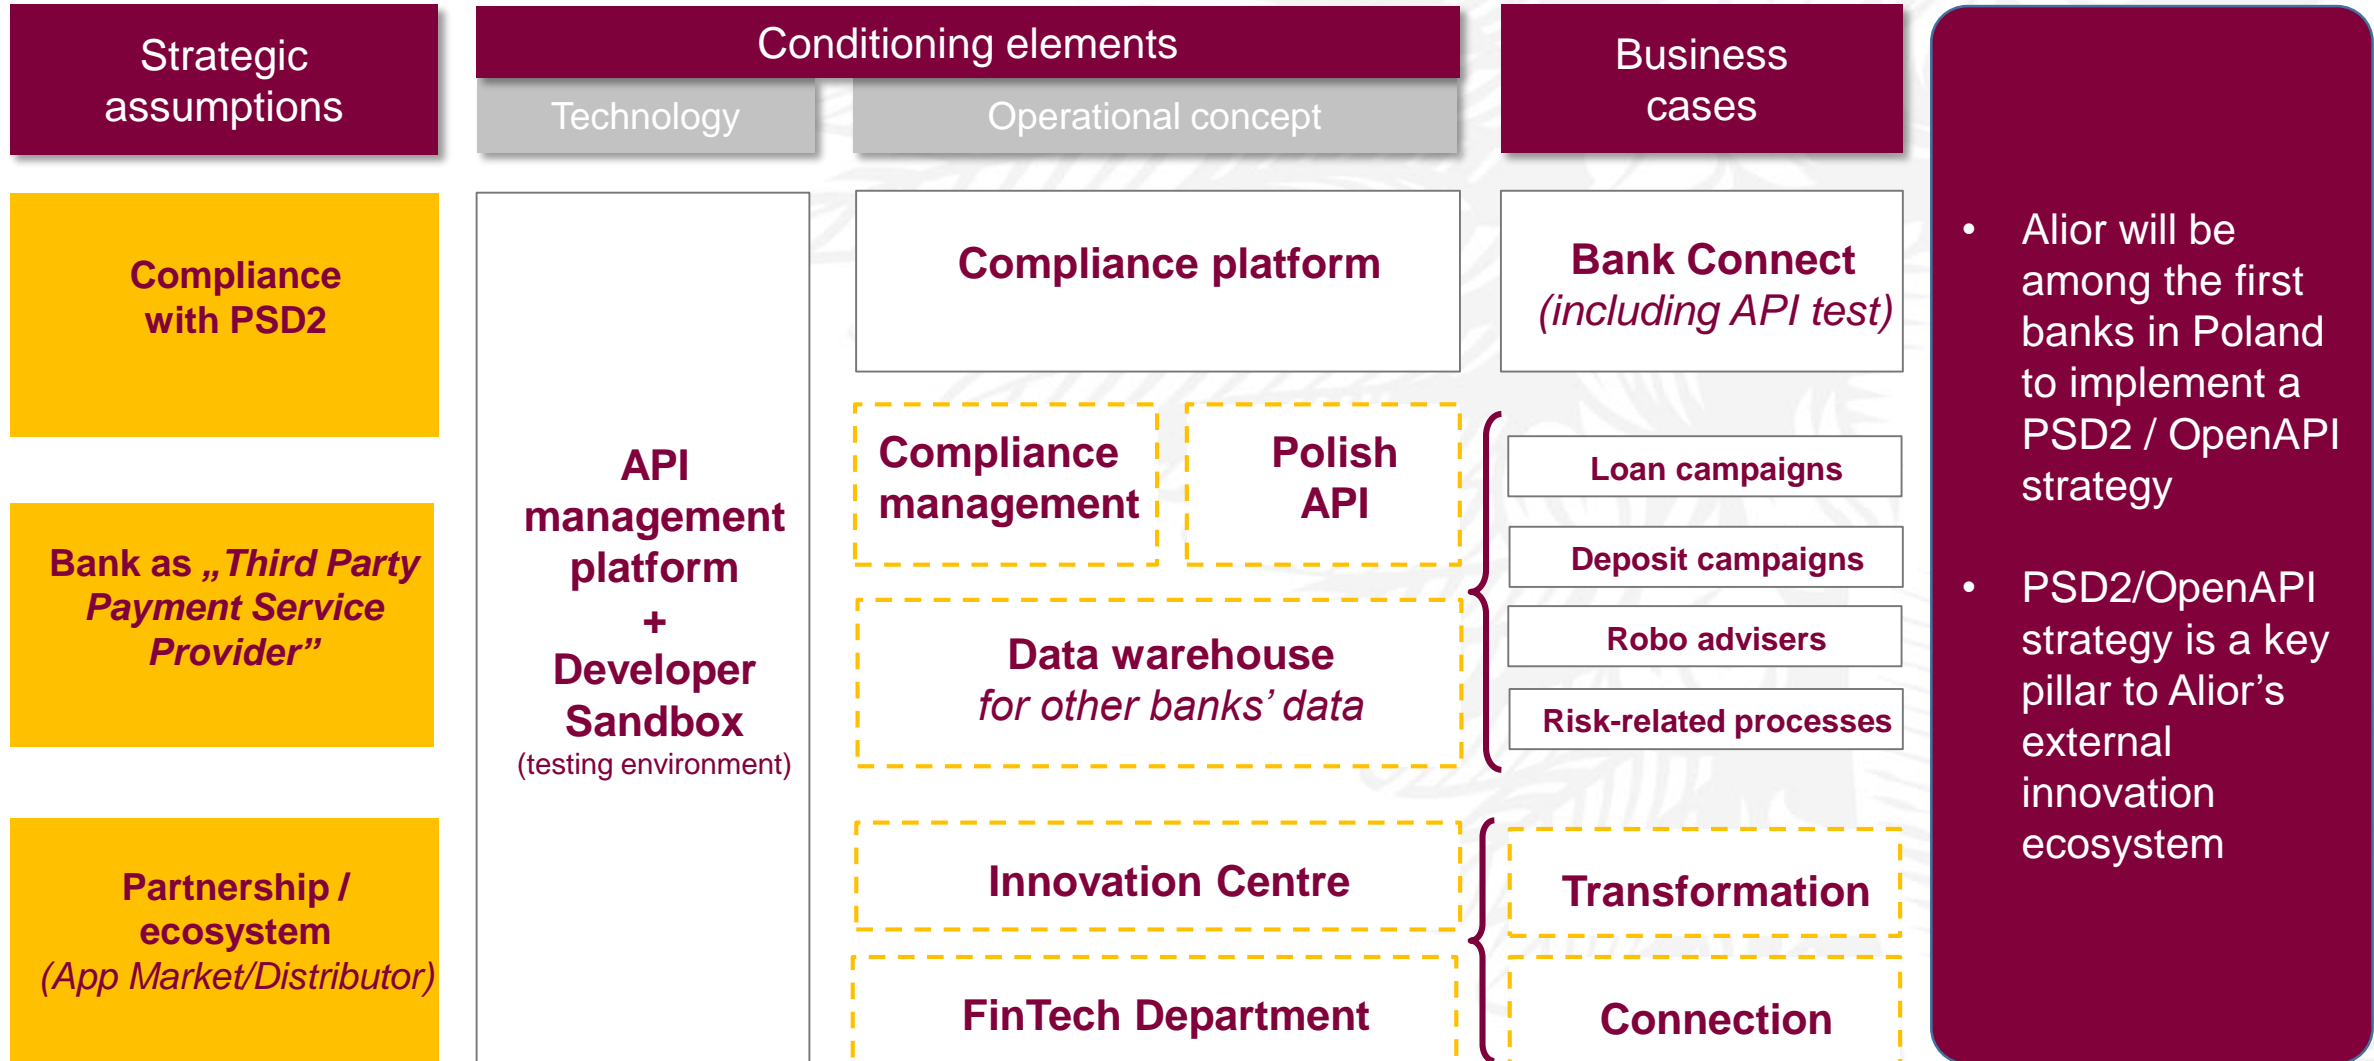 Strategic
assumptions
Conditioning elements
Technology
Operational concept
Business
cases
Compliance
with PSD2
Bank as „Third Party
Payment Service
Provider”
Partnership /
ecosystem
(App Market/Distributor)
API
management
platform
+
Developer
Sandbox
(testing environment)
Compliance platform
Compliance
management
Polish
API
Data warehouse
for other banks’ data
Innovation Centre
FinTech Department
Bank Connect
(including API test)
Loan campaigns
Deposit campaigns
Robo advisers
Risk-related processes
Transformation
Connection
• Alior will be
among the first
banks in Poland
to implement a
PSD2 / OpenAPI
strategy
• PSD2/OpenAPI
strategy is a key
pillar to Alior’s
external
innovation
ecosystem